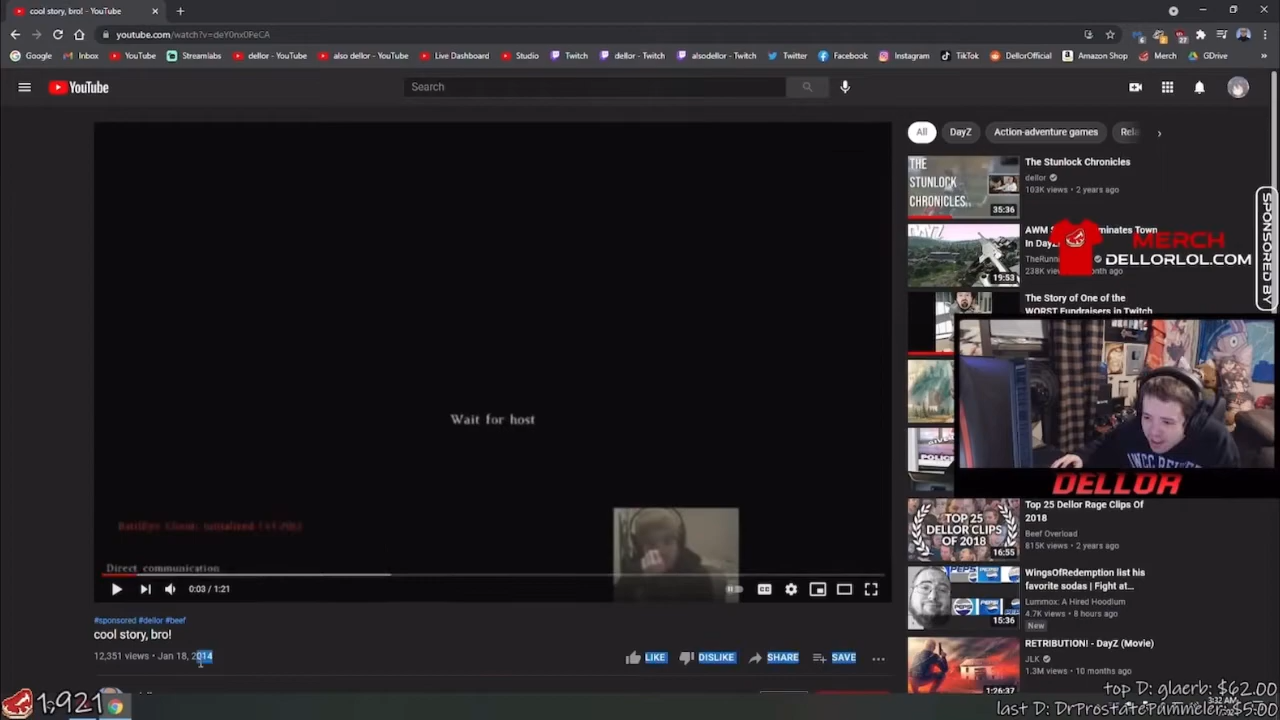 cool story, bro! - YouTube
youtube.com/watch?v=deY0nx0PeCA
Google Inbox YouTube Streamlabs dellor - YouTube also dellor - YouTube Live Dashboard Studio Twitch dellor - Twitch alsodellor - Twitch Twitter Facebook Instagram TikTok DellorOfficial Amazon Shop Merch GDrive
YouTube
Search
All DayZ Action-adventure games Rela
THE
STUNLOCK
CHRONICLES
35:36
The Stunlock Chronicles
dellor
103K views • 2 years ago
DAYZ
19:53
AWM
In Day
238K
MERCH
DELLORLOL.COM
SPONSORED BY
The Story of One of the
WORST Fundraisers in Twitch
DELLOR
Wait for host
Direct communication
0:03 / 1:21
#sponsored #dellor #beef
cool story, bro!
12,351 views • Jan 18, 2014
LIKE DISLIKE SHARE SAVE
TOP 25
DELLOR CLIPS
OF 2018
16:55
Top 25 Dellor Rage Clips Of
2018
Beef Overload
815K views • 2 years ago
15:36
WingsOfRedemption list his
favorite sodas | Fight at...
Lummox: A Hired Hoodlum
4.7K views • 8 hours ago
New
1:26:37
RETRIBUTION! - DayZ (Movie)
JLK
1.3M views • 10 months ago
1,921
top D: glaerb: $62.00
last D: DrProstatePummeler: $5.00